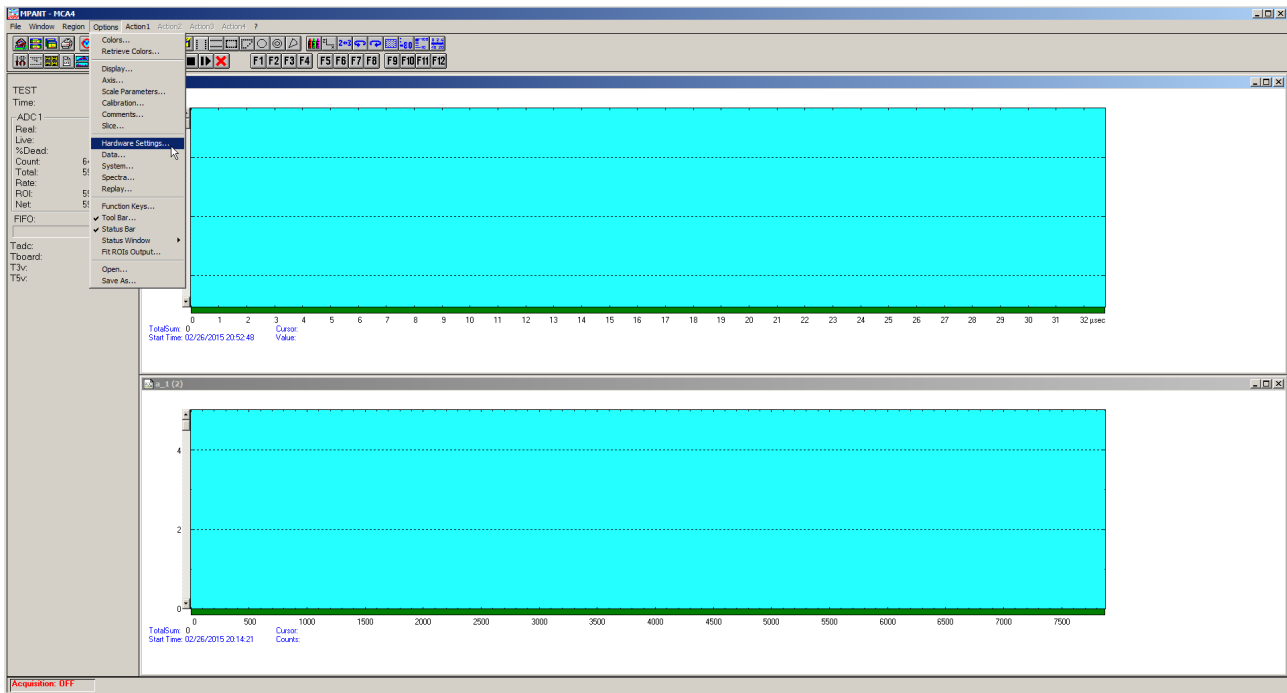 MPANT - MCA4
File Window Region Options Action1 Action2 Action3 Action4 ?
F1 F2 F3 F4 F5 F6 F7 F8 F9 F10 F11 F12
Colors...
Retrieve Colors...
Display...
Axis...
Scale Parameters...
Calibration...
Comments...
Slice...
Hardware Settings...
Data...
System...
Spectra...
Replay...
Function Keys...
Tool Bar...
Status Bar
Status Window
Fit ROIs Output...
Open...
Save As...
TEST
Time:
ADC 1
Real:
Live:
%Dead:
Count:
Total:
Rate:
ROI:
Net:
FIFO:
Tadc:
Tboard:
T3v:
T5v:
0 1 2 3 4 5 6 7 8 9 10 11 12 13 14 15 16 17 18 19 20 21 22 23 24 25 26 27 28 29 30 31 32 µsec
TotalSum: 0 Cursor:
Start Time: 02/26/2015 20:52:48 Value:
a_1 (2)
4
2
0
0 500 1000 1500 2000 2500 3000 3500 4000 4500 5000 5500 6000 6500 7000 7500
TotalSum: 0 Cursor:
Start Time: 02/26/2015 20:14:21 Counts:
Acquisition: OFF